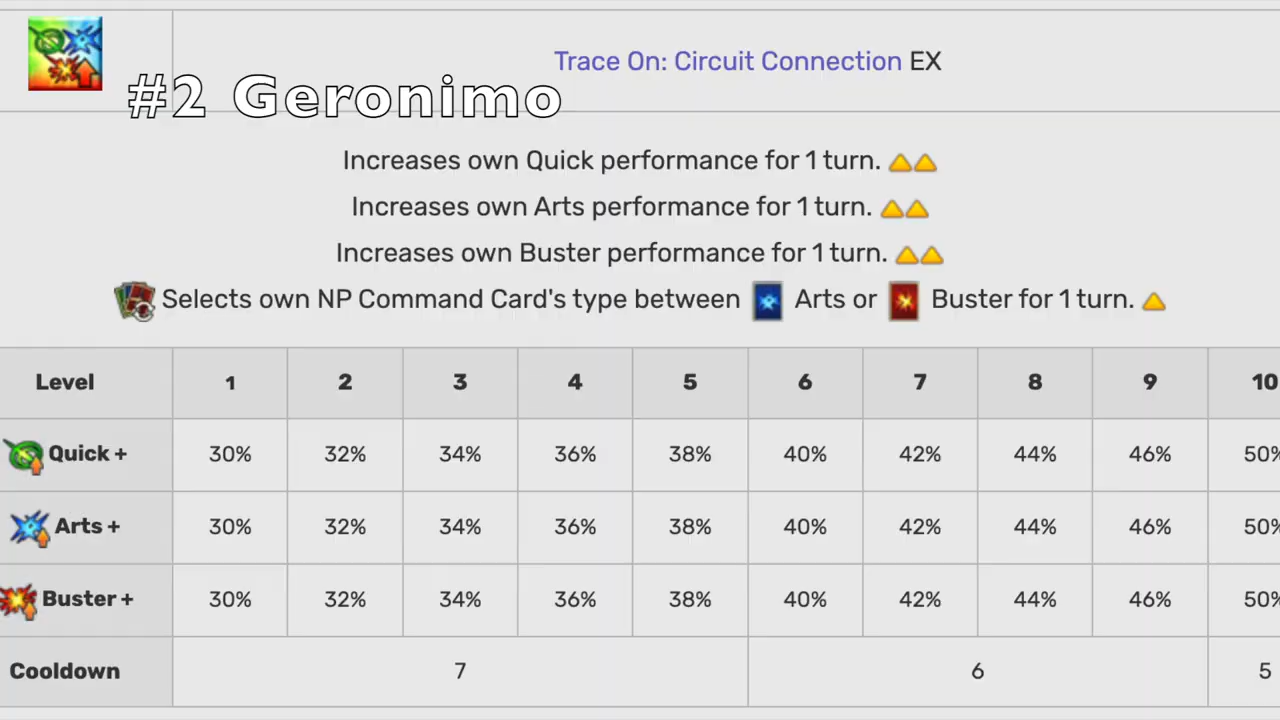 Trace On: Circuit Connection EX
#2 Geronimo
Increases own Quick performance for 1 turn.
Increases own Arts performance for 1 turn.
Increases own Buster performance for 1 turn.
Selects own NP Command Card's type between Arts or Buster for 1 turn.
Level 1 2 3 4 5 6 7 8 9 10
Quick + 30% 32% 34% 36% 38% 40% 42% 44% 46% 50%
Arts + 30% 32% 34% 36% 38% 40% 42% 44% 46% 50%
Buster + 30% 32% 34% 36% 38% 40% 42% 44% 46% 50%
Cooldown 7 6 5